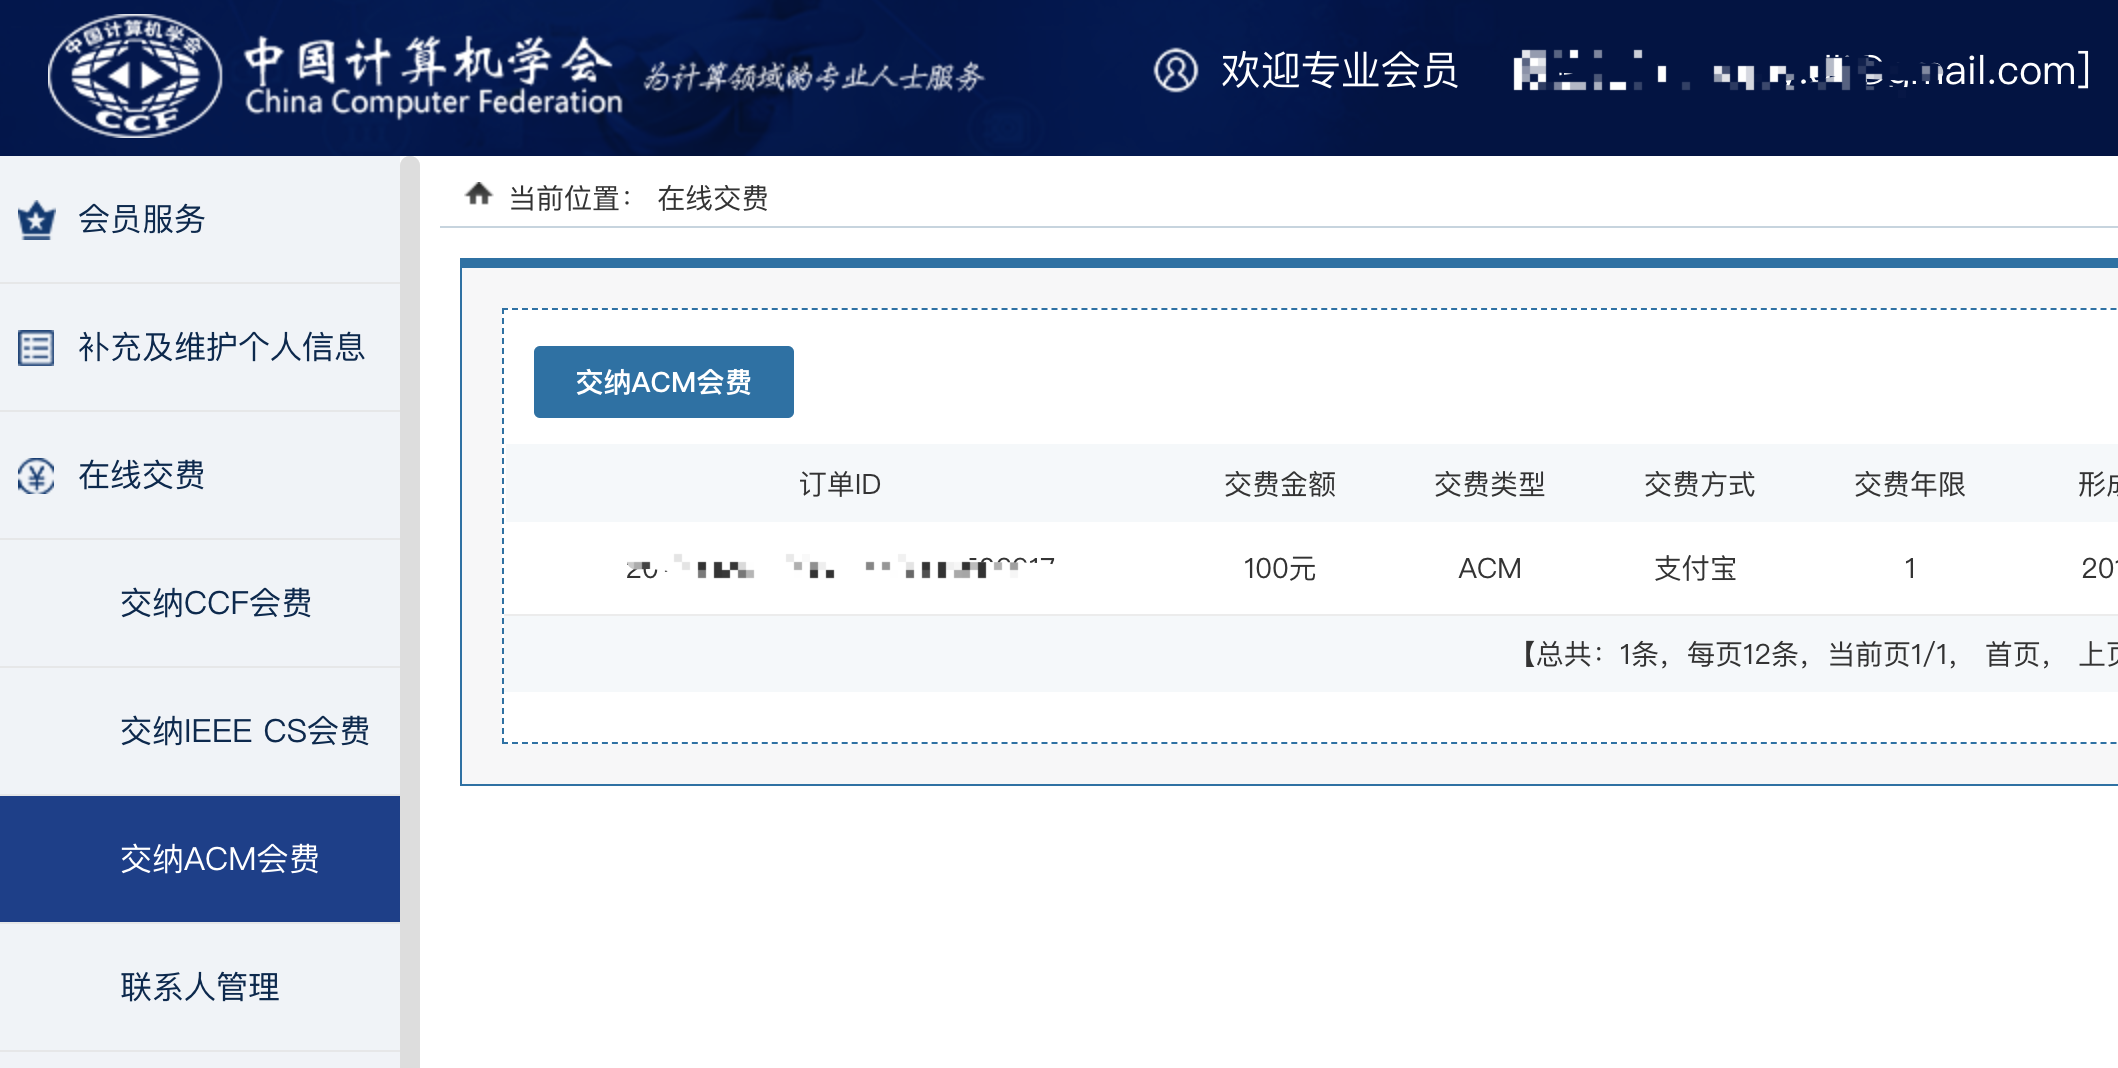 中国计算机学会
CCF
中国计算机学会
China Computer Federation
为计算领域的专业人士服务
欢迎专业会员
mail.com]
会员服务
补充及维护个人信息
在线交费
交纳CCF会费
交纳IEEE CS会费
交纳ACM会费
联系人管理
当前位置： 在线交费
交纳ACM会费
订单ID 交费金额 交费类型 交费方式 交费年限 形成
100元 ACM 支付宝 1 201
【总共：1条，每页12条，当前页1/1， 首页， 上页